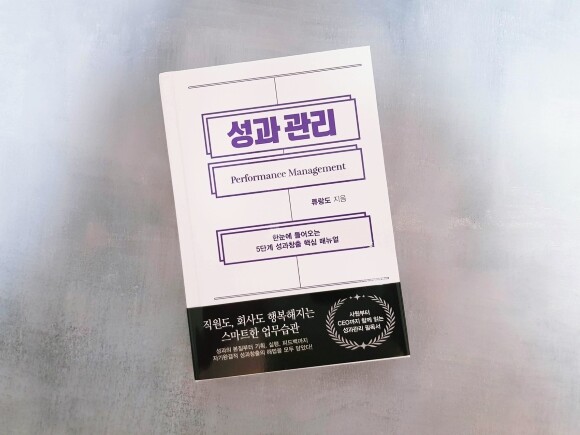 성과 관리
Performance Management
류랑도 지음
한눈에 들어오는
5단계 성과창출 핵심 매뉴얼
직원도, 회사도 행복해지는
스마트한 업무습관
성과의 본질부터 기획, 실행, 피드백까지
자기완결적 성과창출의 해법을 모두 담았다!
사원부터
CEO까지 함께 읽는
성과관리 필독서